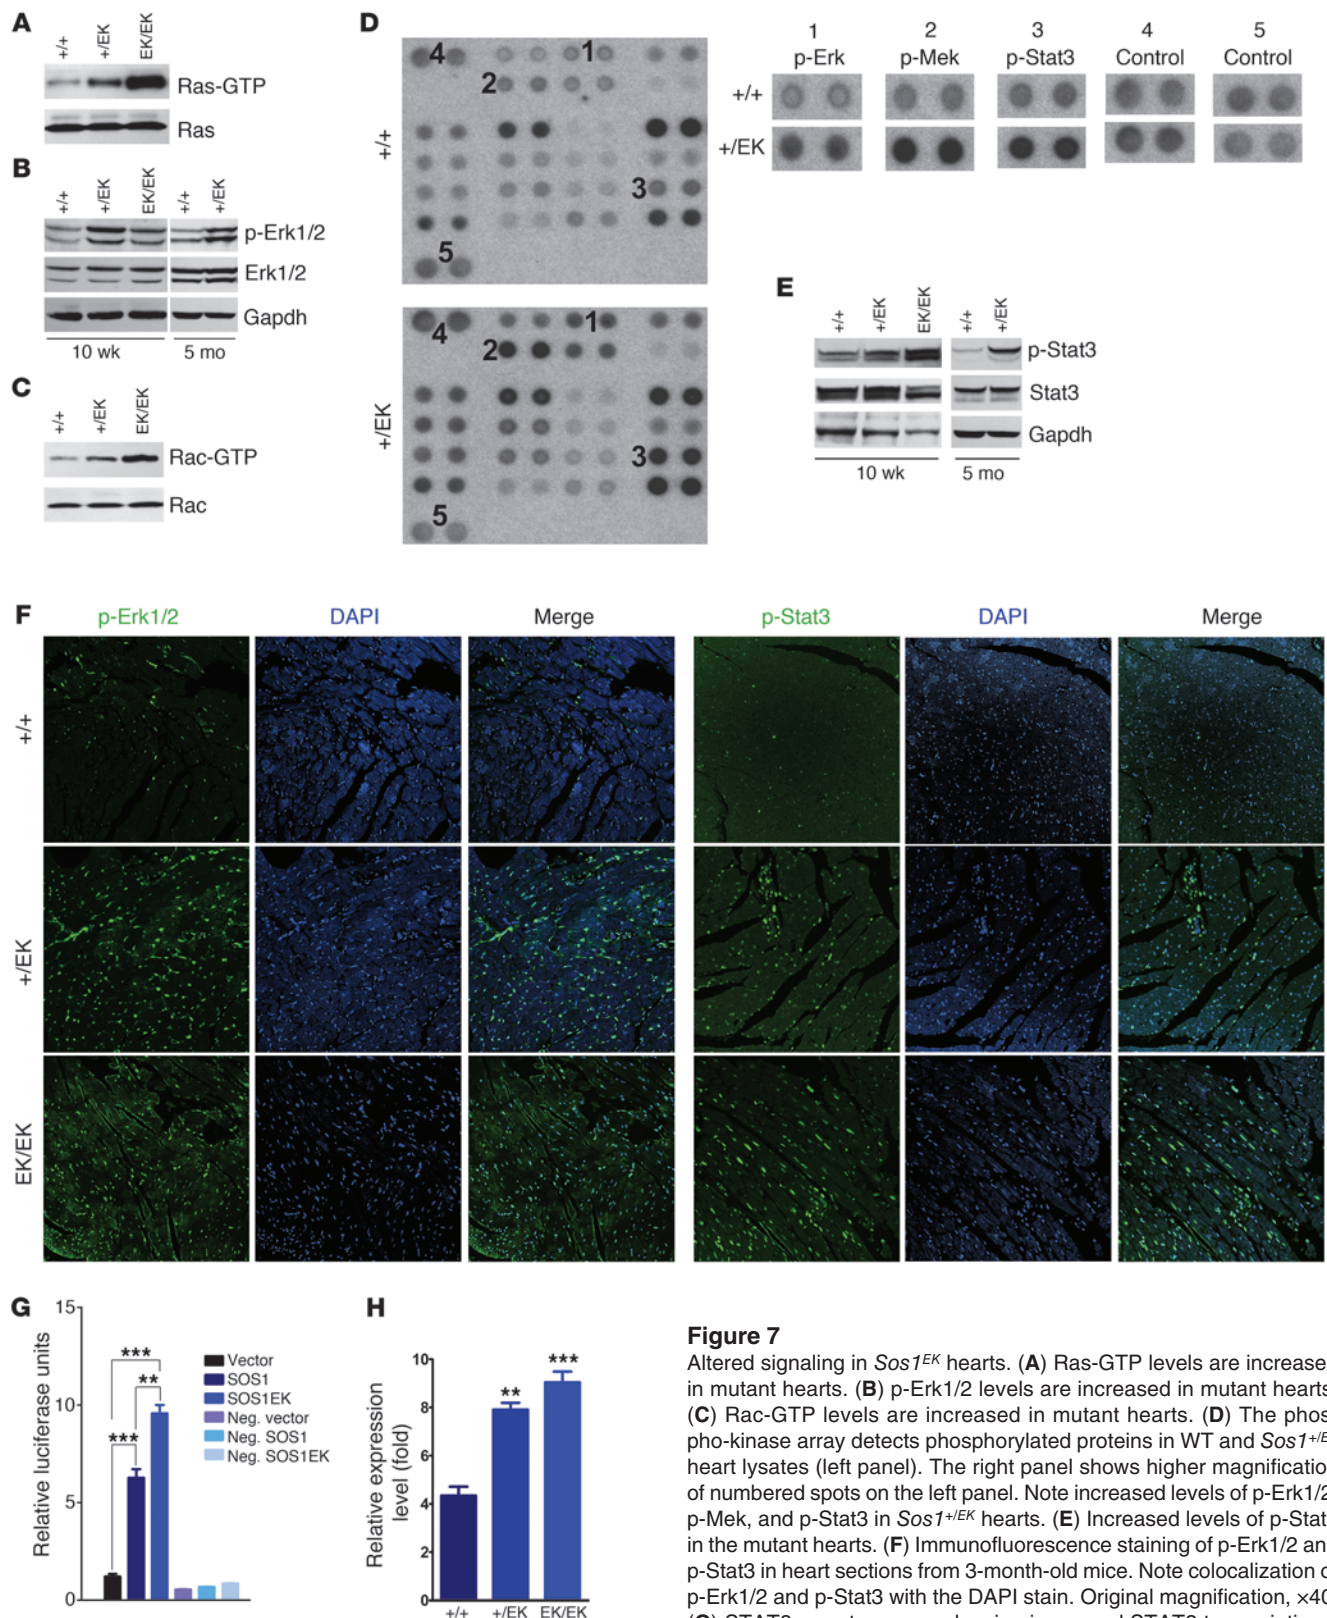 A
+/+
+/EK
EK/EK
Ras-GTP
Ras
B
+/+
+/EK
EK/EK
+/+
+/EK
p-Erk1/2
Erk1/2
Gapdh
10 wk
5 mo
C
+/+
+/EK
EK/EK
Rac-GTP
Rac
D
+/+
4
1
2
3
5
+/EK
4
1
2
3
5
1
2
3
4
5
p-Erk
p-Mek
p-Stat3
Control
Control
+/+
+/EK
E
+/+
+/EK
EK/EK
+/+
+/EK
p-Stat3
Stat3
Gapdh
10 wk
5 mo
F
p-Erk1/2
DAPI
Merge
p-Stat3
DAPI
Merge
+/+
+/EK
EK/EK
G
Relative luciferase units
15
10
5
0
***
**
***
Vector
SOS1
SOS1EK
Neg. vector
Neg. SOS1
Neg. SOS1EK
H
Relative expression
level (fold)
10
8
6
4
2
0
**
***
+/+
+/EK
EK/EK
Figure 7
Altered signaling in Sos1EK hearts. (A) Ras-GTP levels are increase
in mutant hearts. (B) p-Erk1/2 levels are increased in mutant hearts
(C) Rac-GTP levels are increased in mutant hearts. (D) The phos
pho-kinase array detects phosphorylated proteins in WT and Sos1+/E
heart lysates (left panel). The right panel shows higher magnification
of numbered spots on the left panel. Note increased levels of p-Erk1/2
p-Mek, and p-Stat3 in Sos1+/EK hearts. (E) Increased levels of p-Stat
in the mutant hearts. (F) Immunofluorescence staining of p-Erk1/2 an
p-Stat3 in heart sections from 3-month-old mice. Note colocalization o
p-Erk1/2 and p-Stat3 with the DAPI stain. Original magnification, ×40